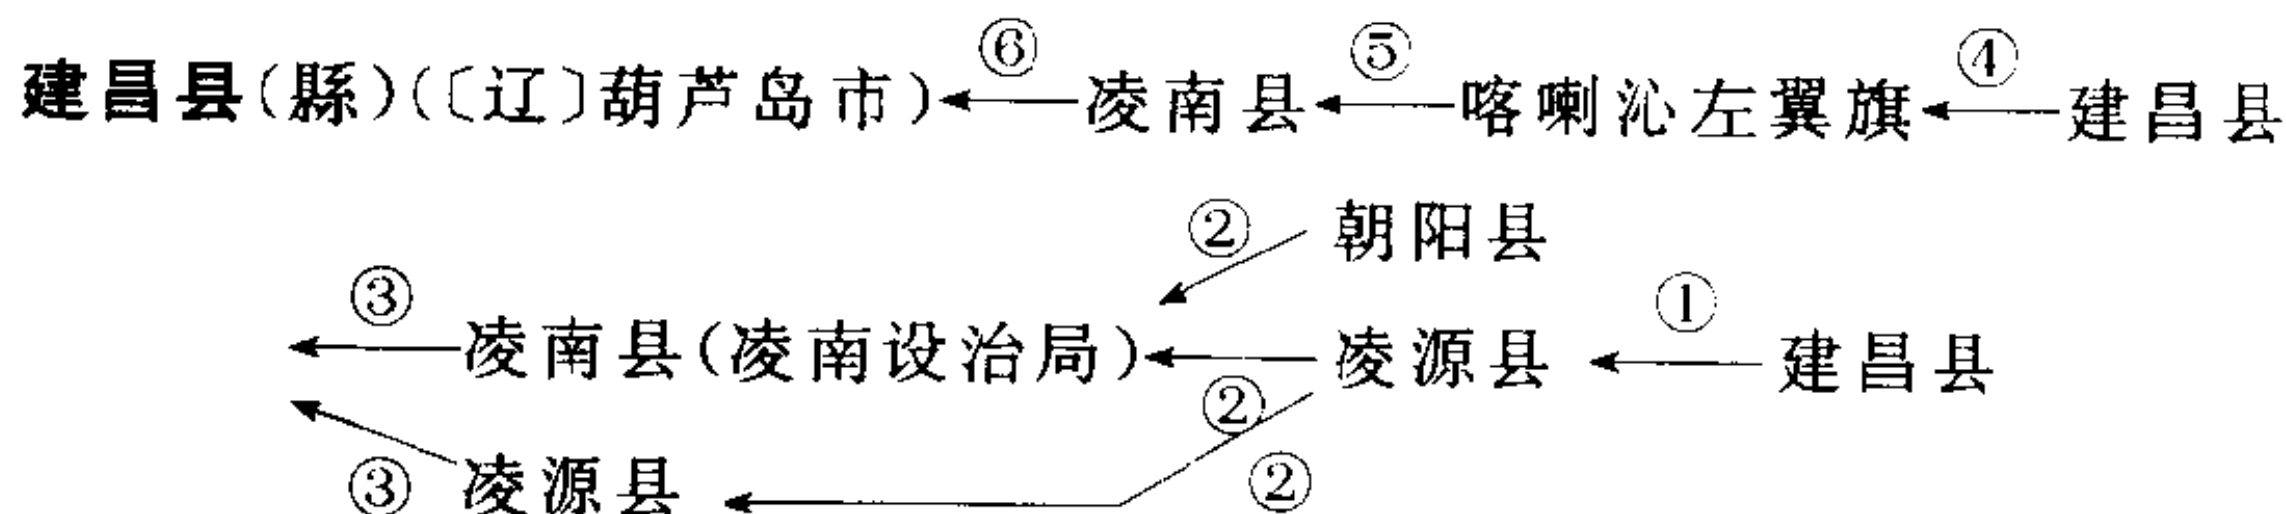 建昌县(縣)(〔辽〕葫芦岛市)←⑥凌南县←⑤喀喇沁左翼旗←④建昌县
②朝阳县
③凌南县(凌南设治局)②凌源县①建昌县
③凌源县②